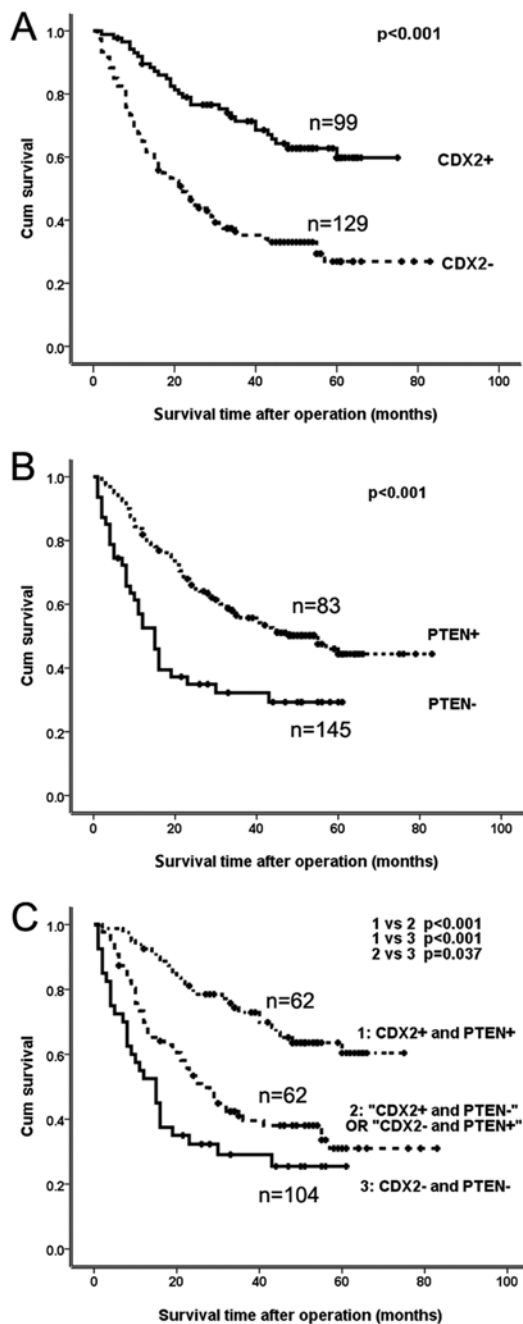 A
p<0.001
1.0
0.8
n=99
0.6
CDX2+
0.4
n=129
CDX2-
0.2
0.0
Cum survival
0 20 40 60 80 100
Survival time after operation (months)
B
p<0.001
1.0
0.8
n=83
0.6
PTEN+
0.4
PTEN-
n=145
0.2
0.0
Cum survival
0 20 40 60 80 100
Survival time after operation (months)
C
1 vs 2 p<0.001
1 vs 3 p<0.001
2 vs 3 p=0.037
1.0
0.8
n=62
1: CDX2+ and PTEN+
0.6
n=62
2: "CDX2+ and PTEN-"
OR "CDX2- and PTEN+"
0.4
3: CDX2- and PTEN-
n=104
0.2
0.0
Cum survival
0 20 40 60 80 100
Survival time after operation (months)